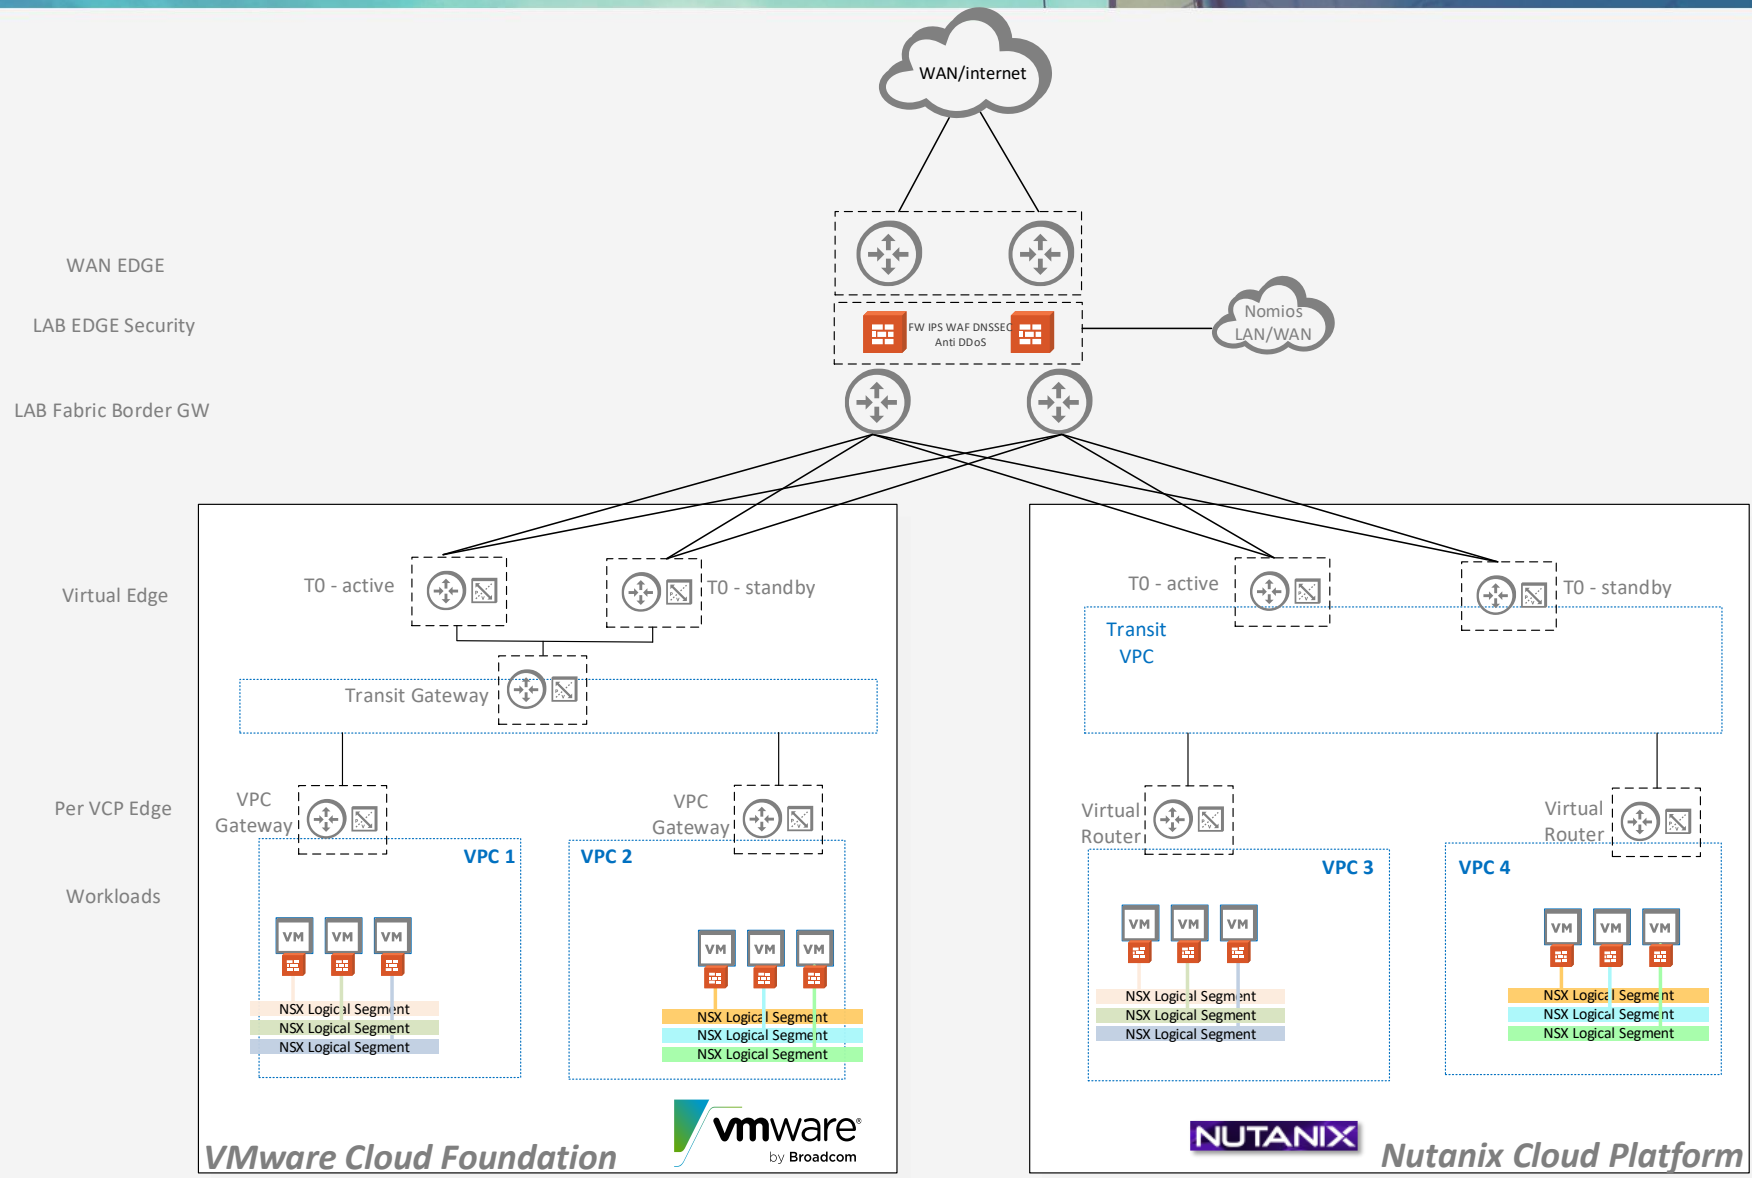 WAN/internet
WAN EDGE
LAB EDGE Security
FW IPS WAF DNSSEC
Anti DDoS
Nomios
LAN/WAN
LAB Fabric Border GW
Virtual Edge
T0 - active
T0 - standby
T0 - active
T0 - standby
Transit
VPC
Transit Gateway
Per VCP Edge
VPC
Gateway
VPC
Gateway
Virtual
Router
Virtual
Router
VPC 1
VPC 2
VPC 3
VPC 4
Workloads
VM
VM
VM
VM
VM
VM
VM
VM
VM
VM
VM
VM
NSX Logical Segment
NSX Logical Segment
NSX Logical Segment
NSX Logical Segment
NSX Logical Segment
NSX Logical Segment
NSX Logical Segment
NSX Logical Segment
NSX Logical Segment
NSX Logical Segment
NSX Logical Segment
NSX Logical Segment
VMware Cloud Foundation
vmware®
by Broadcom
NUTANIX
Nutanix Cloud Platform